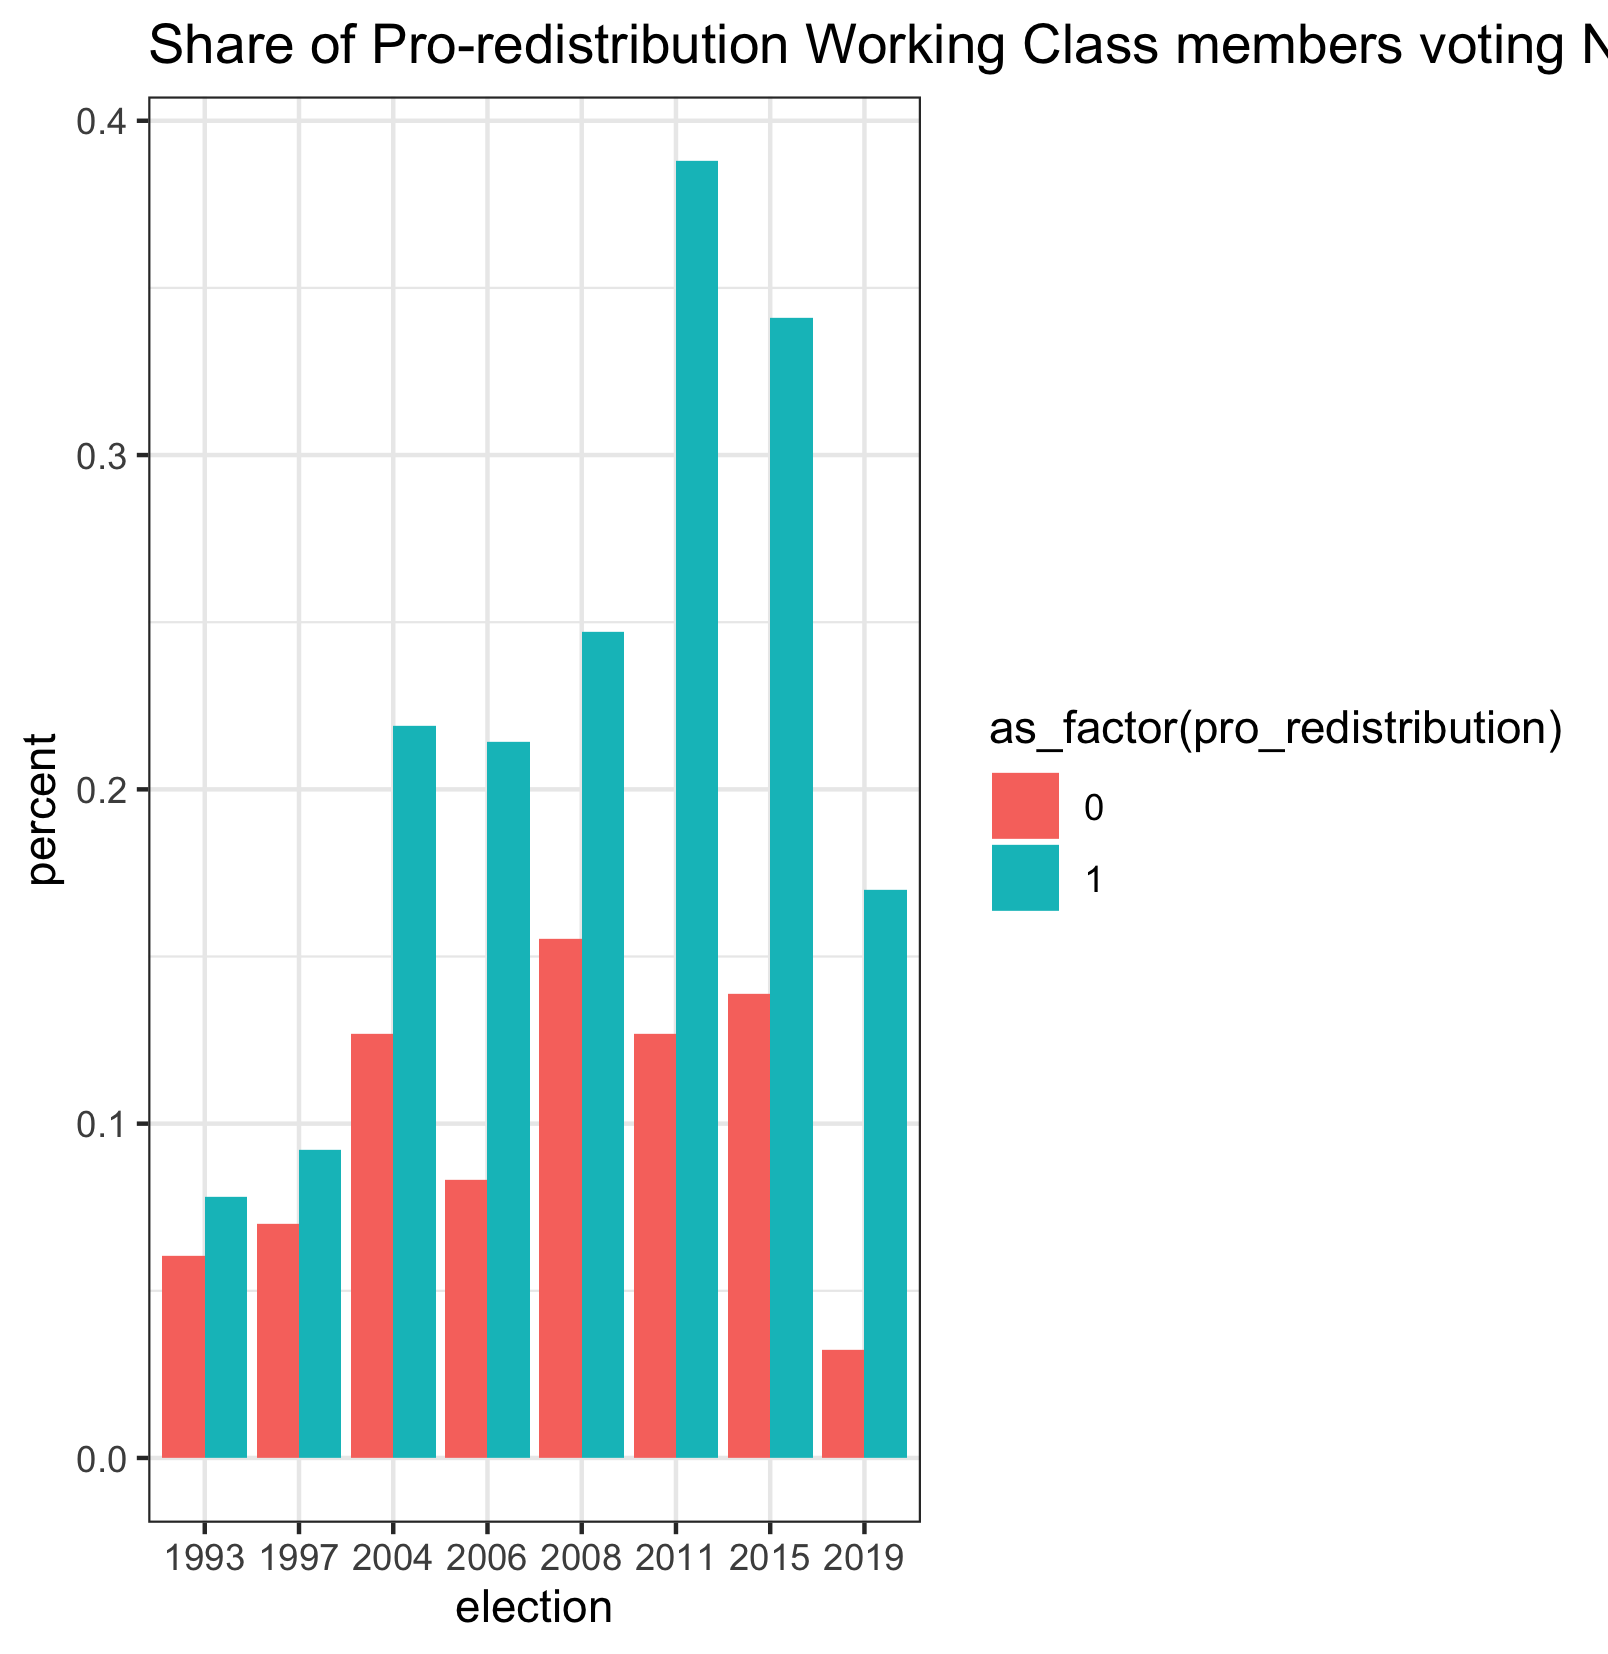 Share of Pro-redistribution Working Class members voting
0.4
0.3
0.2
0.1
0.0
percent
1993 1997 2004 2006 2008 2011 2015 2019
election
as_factor(pro_redistribution)
0
1